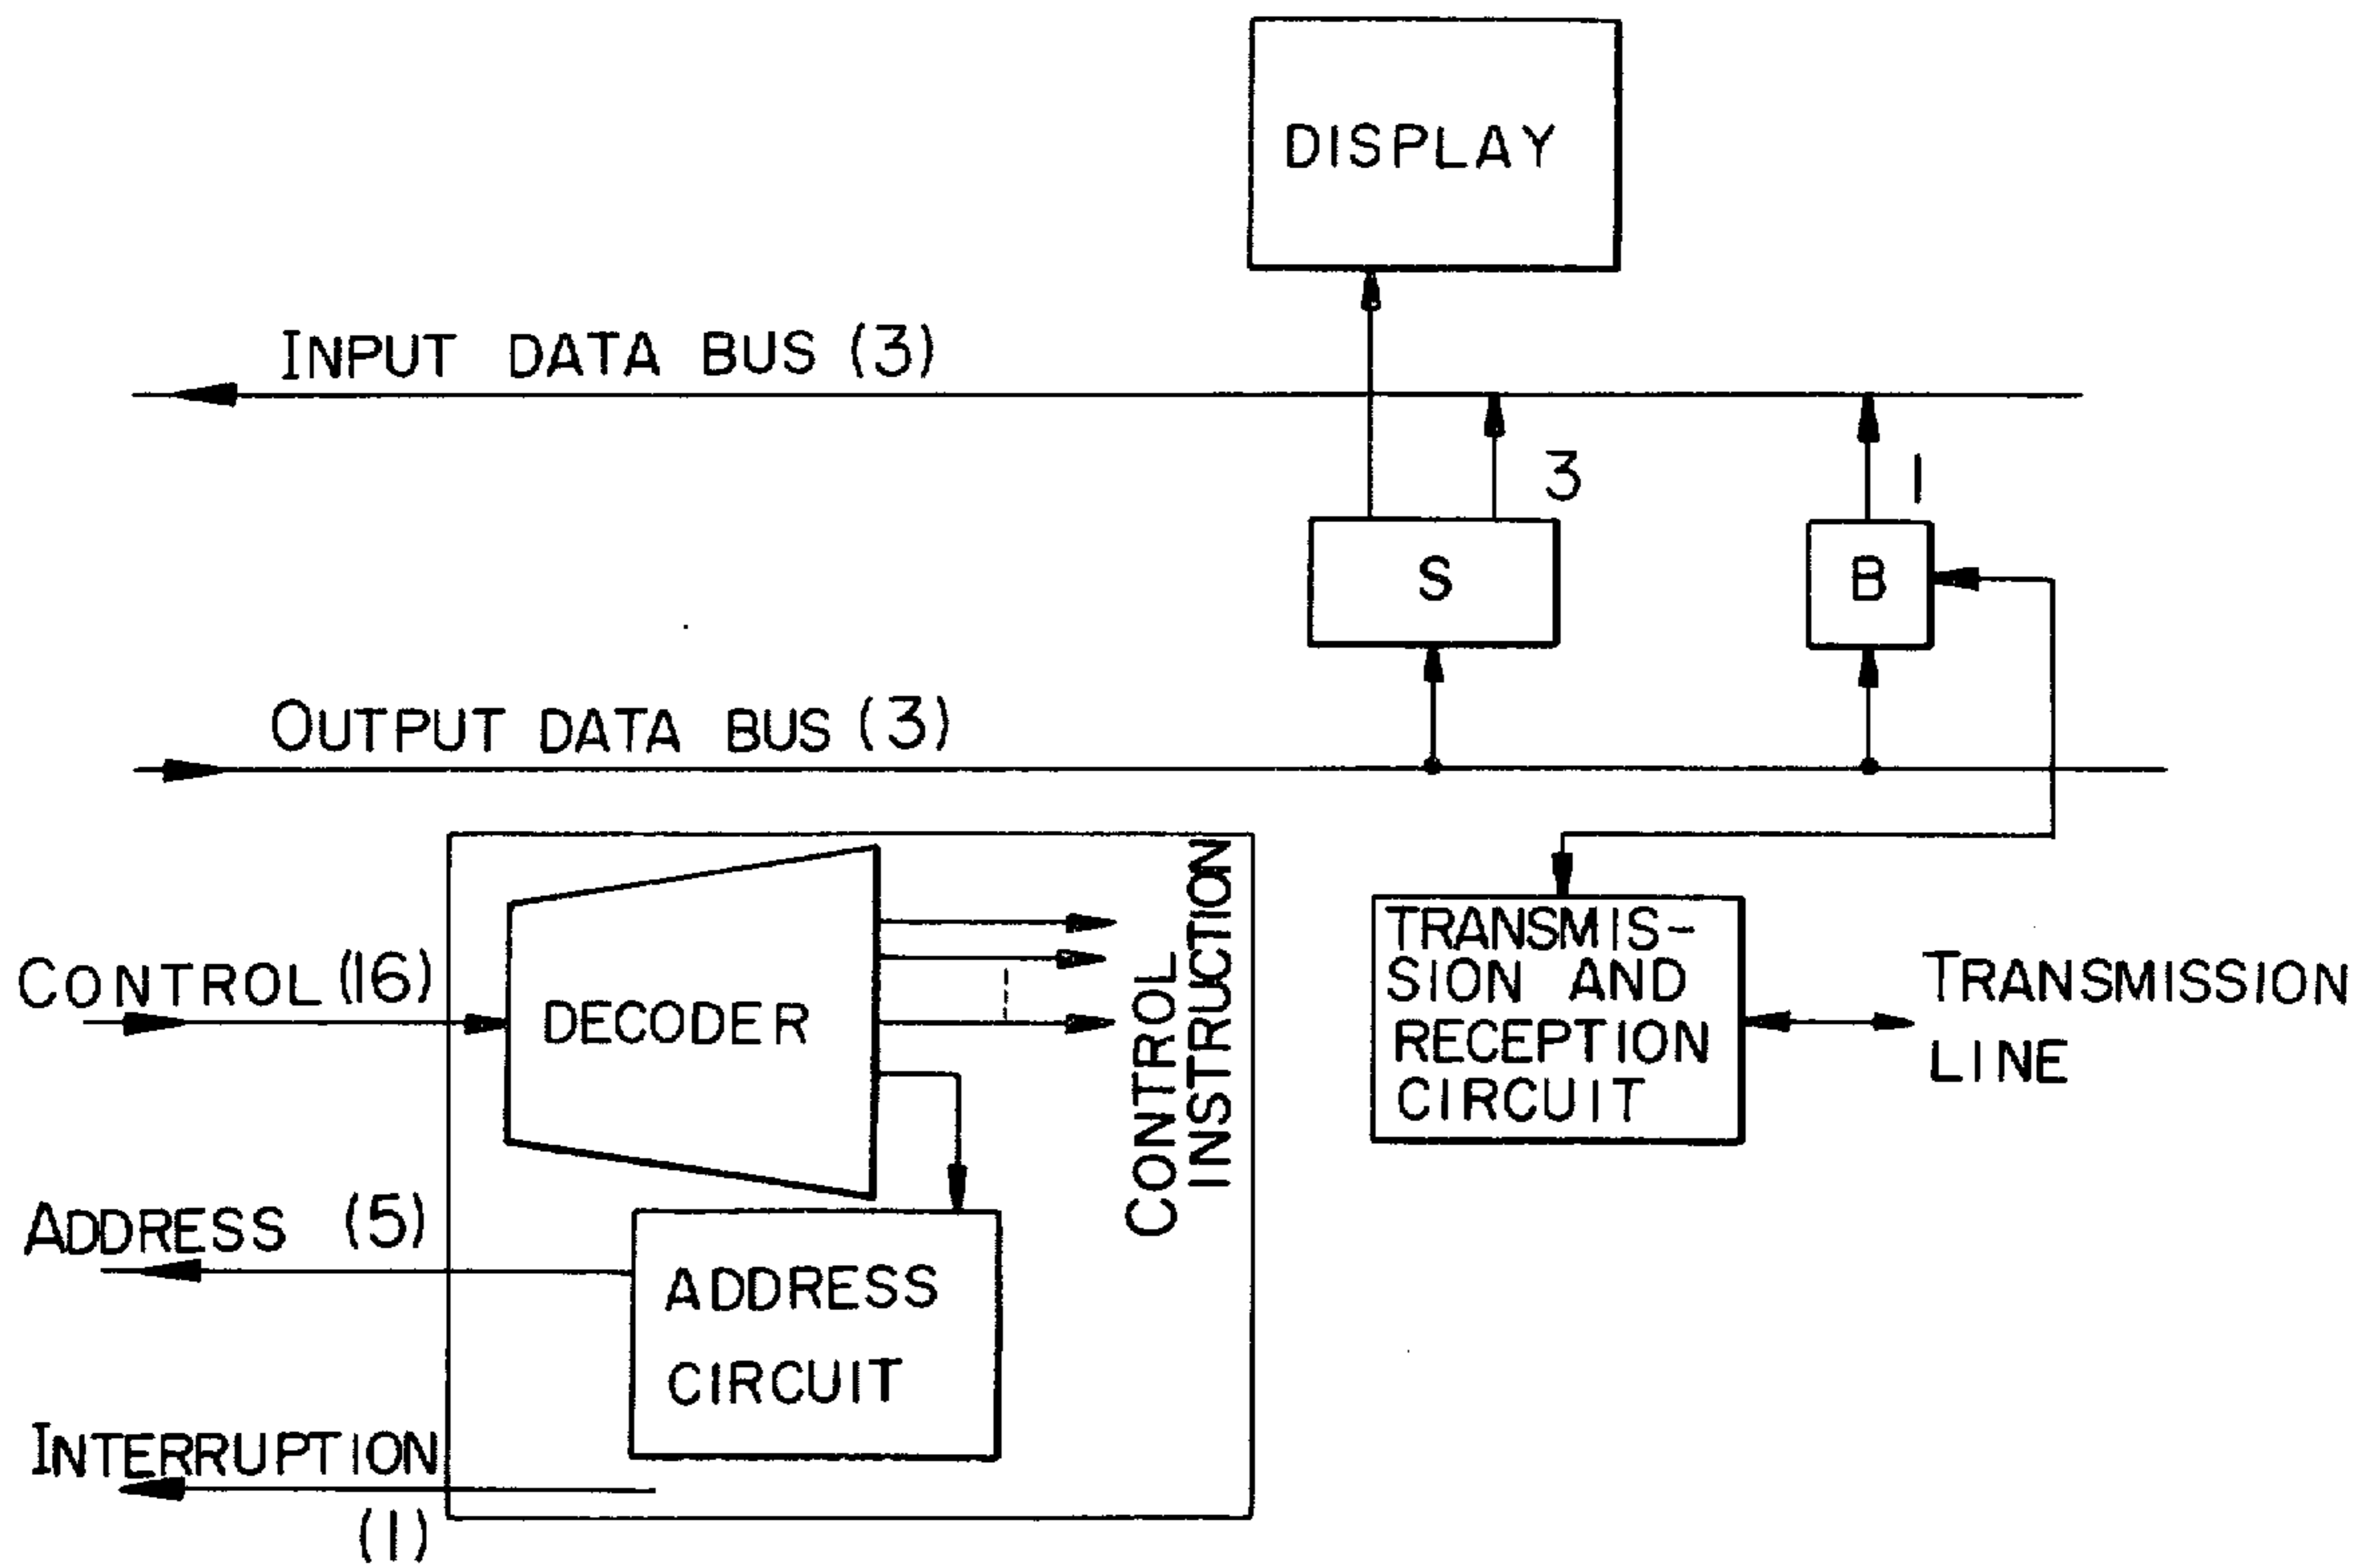 DISPLAY
INPUT DATA BUS (3)
3
1
S
B
OUTPUT DATA BUS (3)
CONTROL (16)
DECODER
CONTROL
INSTRUCTION
TRANSMIS-
SION AND
RECEPTION
CIRCUIT
TRANSMISSION
LINE
ADDRESS (5)
ADDRESS
CIRCUIT
INTERRUPTION
(1)